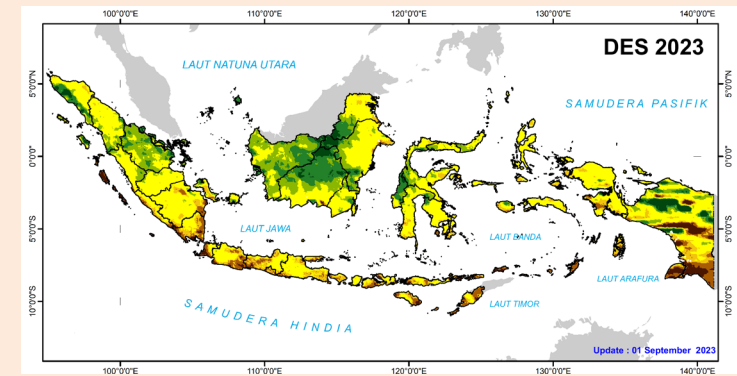 100°0'0"E 110°0'0"E 120°0'0"E 130°0'0"E 140°0'0"E
DES 2023
LAUT NATUNA UTARA
5°0'0"N 5°0'0"N
SAMUDERA PASIFIK
0°0'0" 0°0'0"
LAUT JAWA
LAUT BANDA
5°0'0"S 5°0'0"S
LAUT ARAFURA
SAMUDERA HINDIA
LAUT TIMOR
10°0'0"S 10°0'0"S
Update : 01 September 2023
100°0'0"E 110°0'0"E 120°0'0"E 130°0'0"E 140°0'0"E